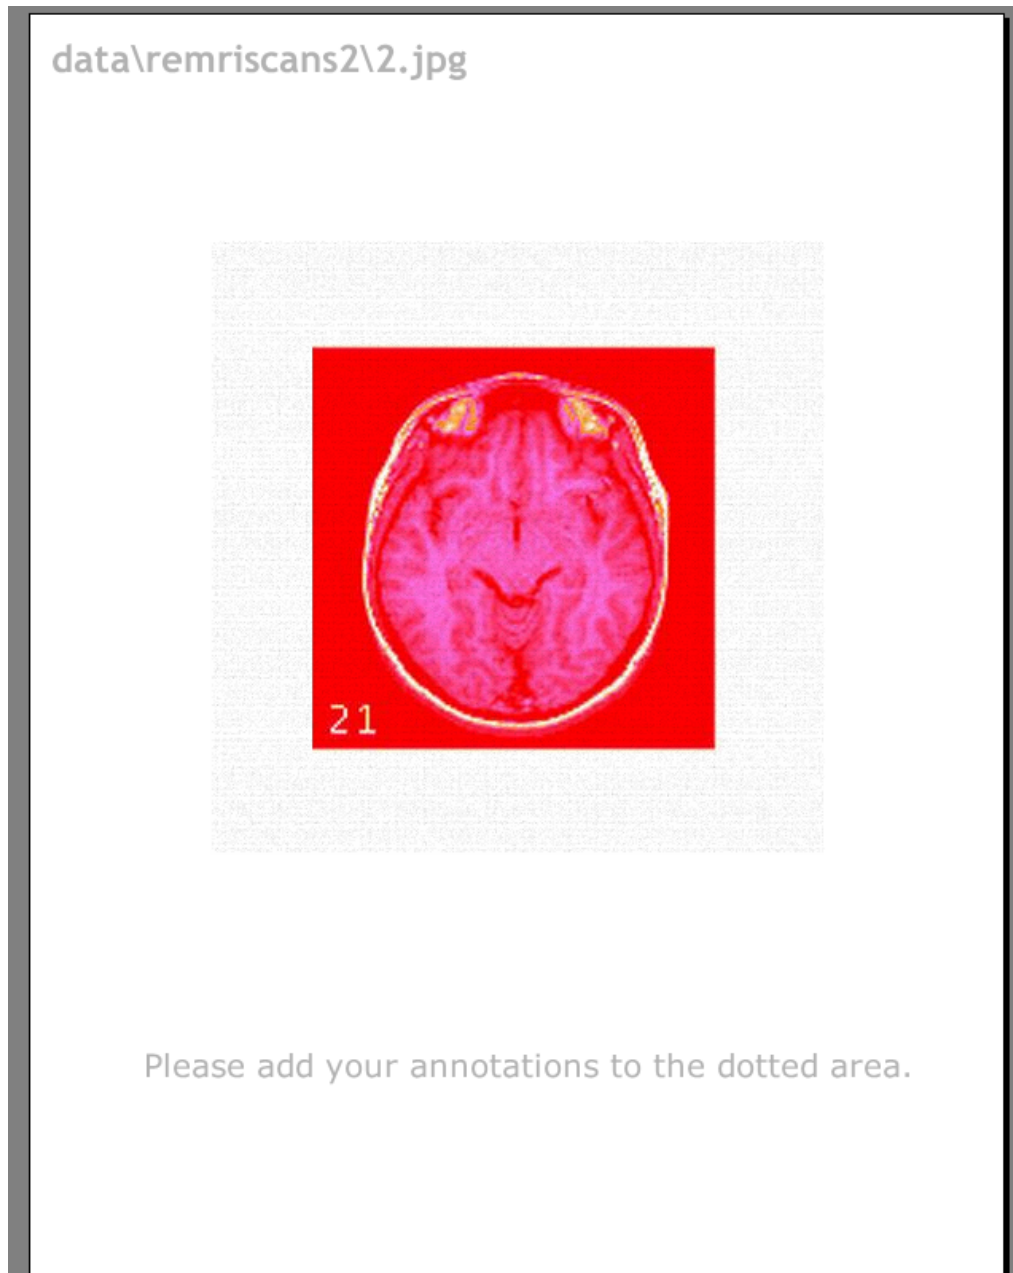 data\remriscans2\2.jpg
21
Please add your annotations to the dotted area.